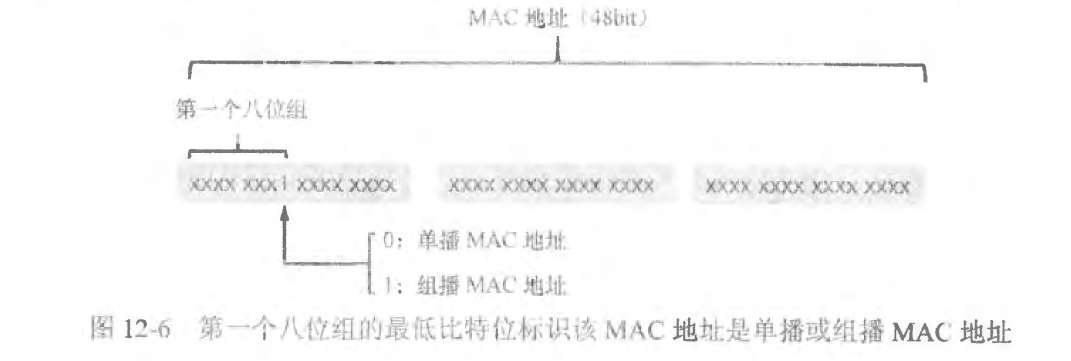 MAC 地址（48bit）
第一个八位组
xxxx xxx1 xxxx xxxx xxxx xxxx xxxx xxxx xxxx xxxx xxxx xxxx
0：单播 MAC 地址
1：组播 MAC 地址
图 12-6 第一个八位组的最低比特位标识该 MAC 地址是单播或组播 MAC 地址